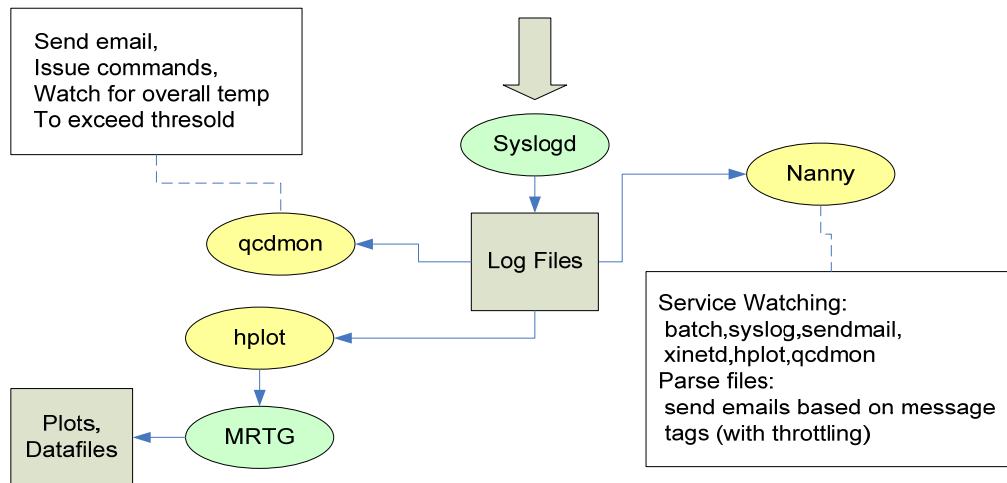 Send email,
Issue commands,
Watch for overall temp
To exceed thresold
Syslogd
Nanny
qcdmon
Log Files
Service Watching:
batch,syslog,sendmail,
xinetd,hplot,qcdmon
Parse files:
send emails based on message
tags (with throttling)
hplot
Plots,
Datafiles
MRTG